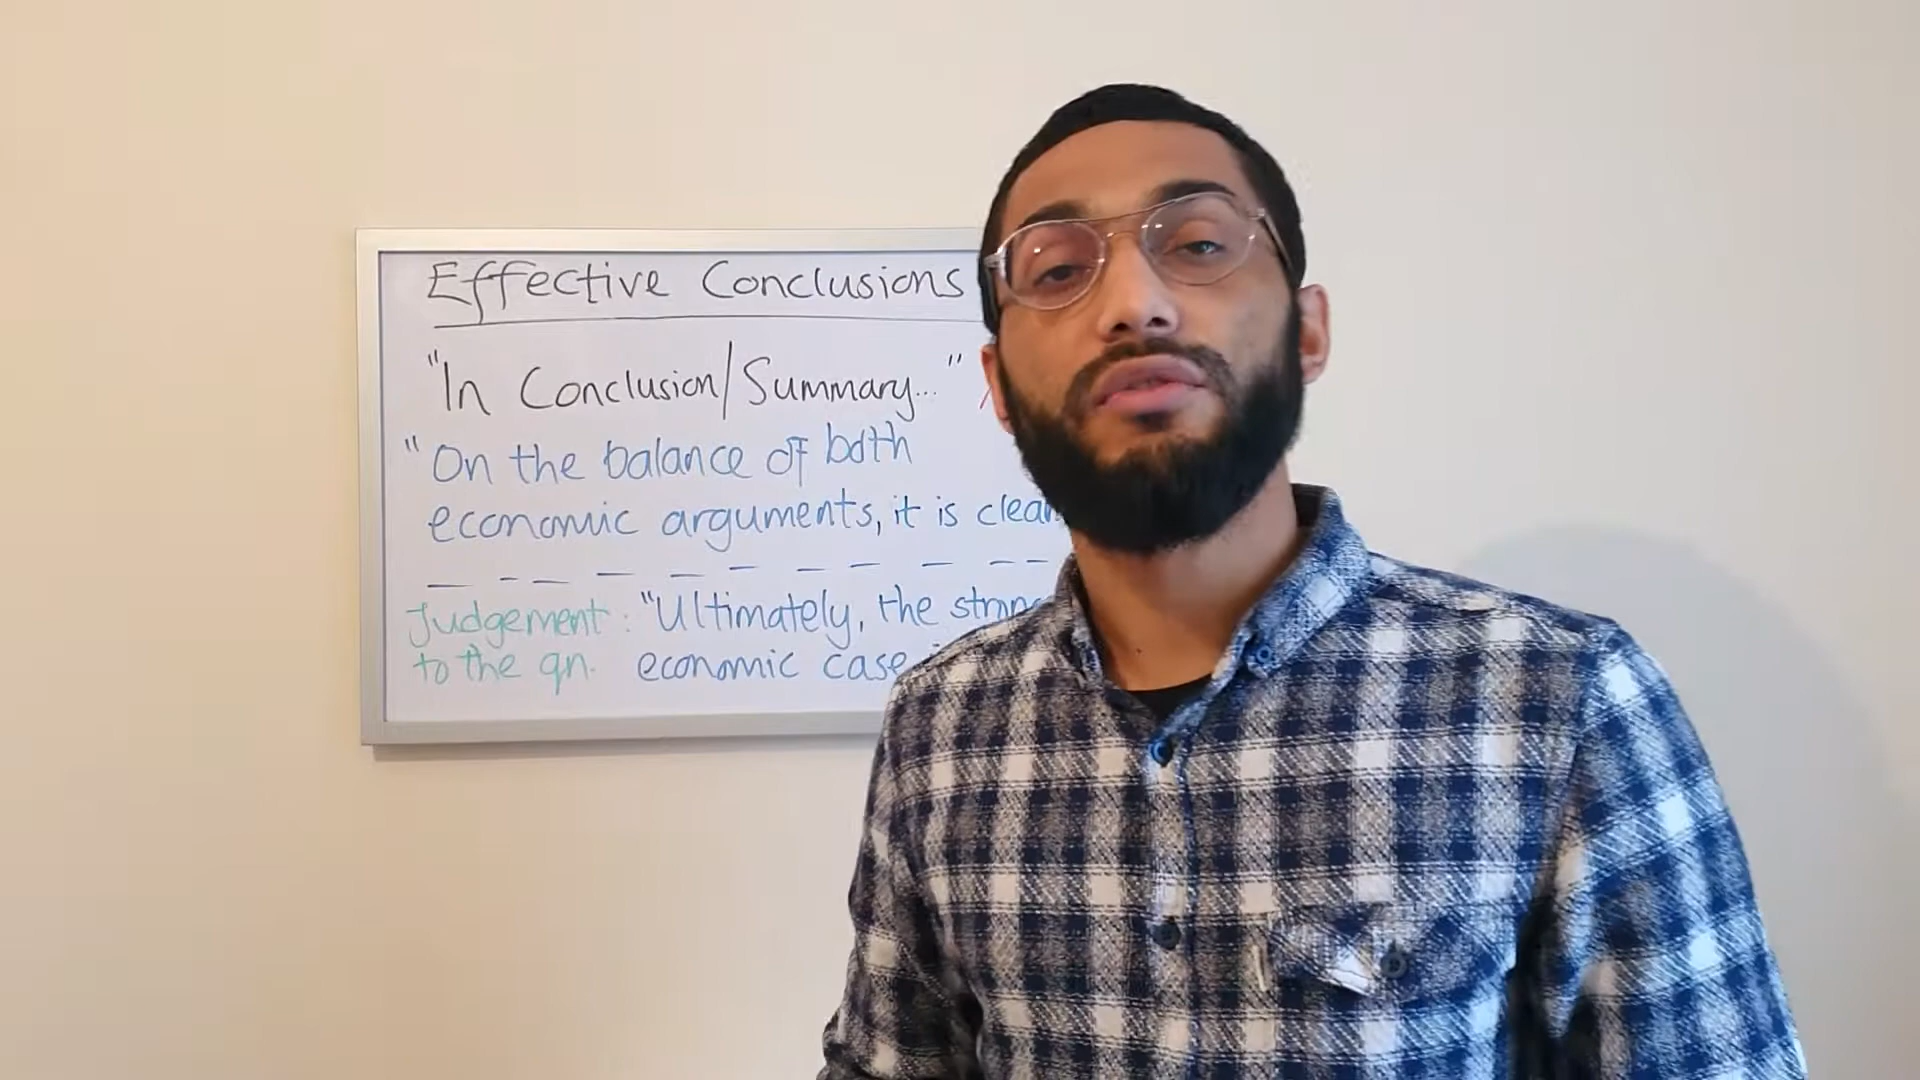 Effective Conclusions
"In Conclusion/Summary..."
"On the balance of both
economic arguments, it is clear
Judgement : "Ultimately, the
to the qn. economic case